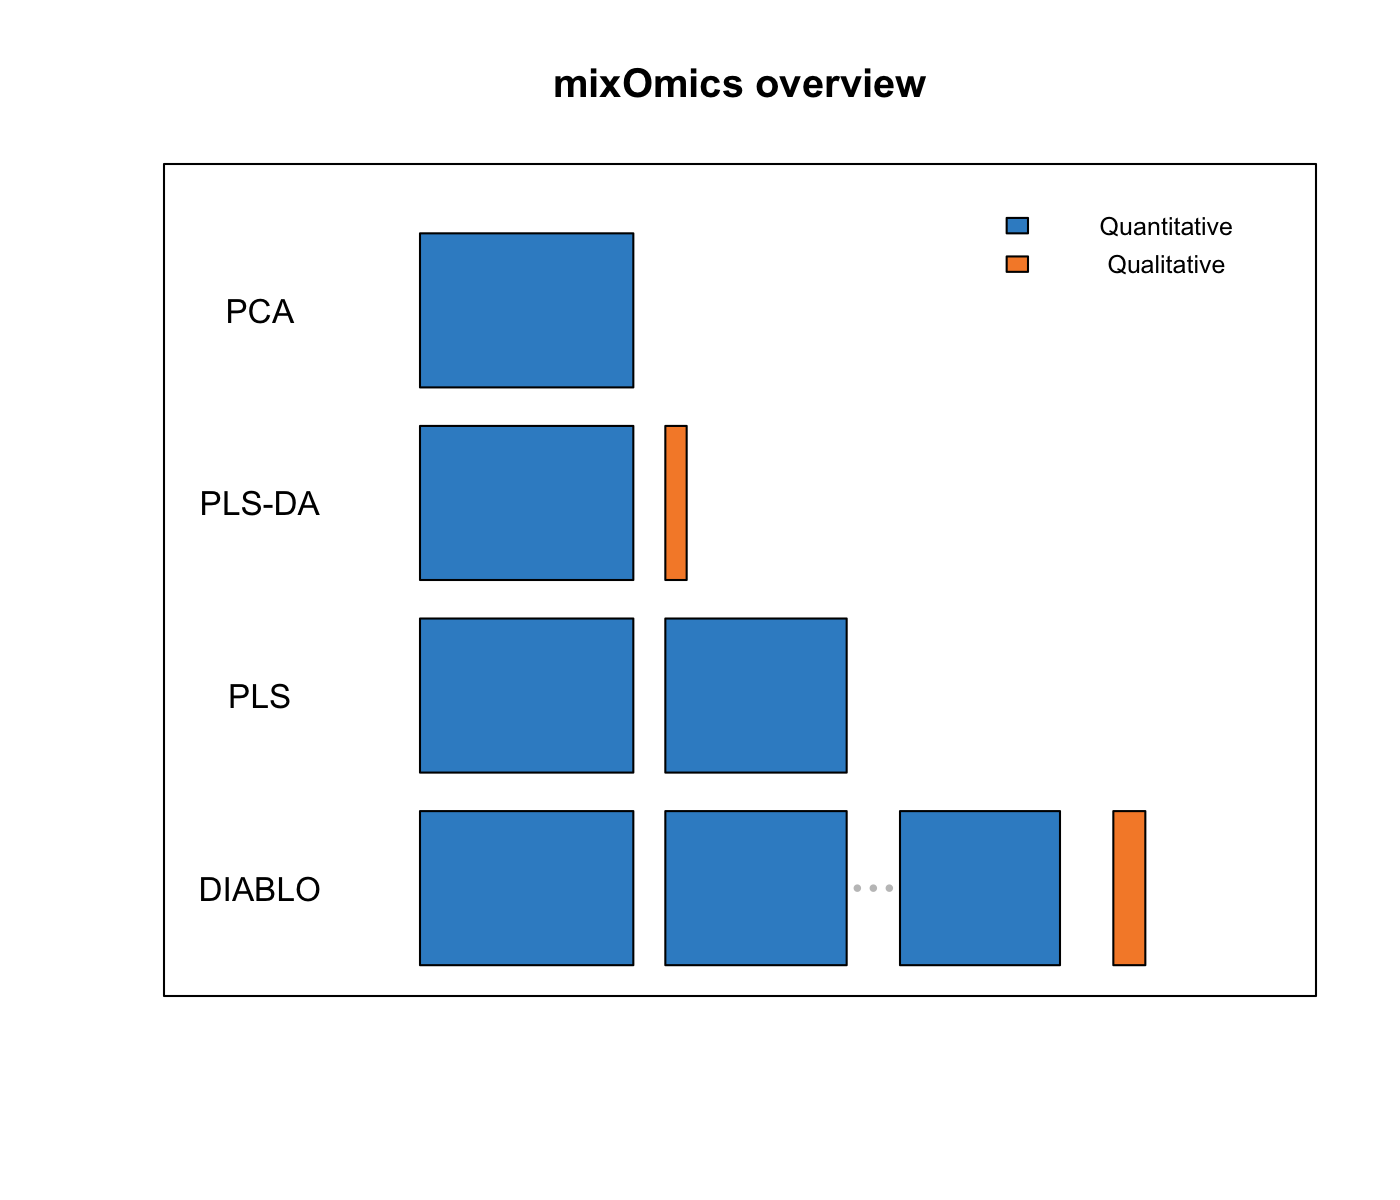 mixOmics overview
Quantitative
Qualitative
PCA
PLS-DA
PLS
DIABLO